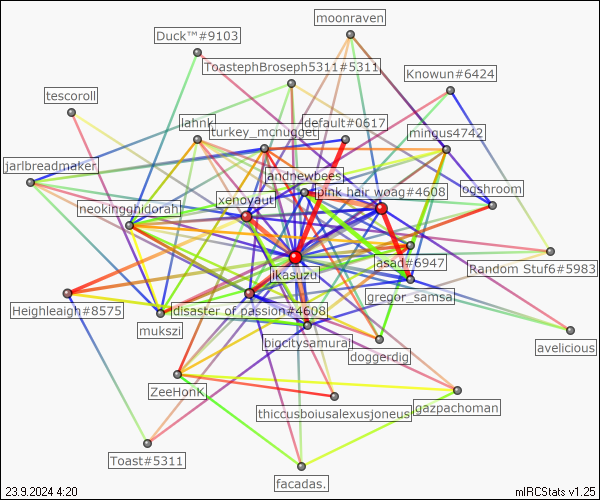 moonraven
Duck™#9103
ToastephBroseph5311#5311
Knowun#6424
tescoroll
lahnk
default#0617
turkey_mcnugget
mingus4742
jarlbreadmaker
andnewbees
pink hair woag#4608
ogshroom
xenoyaut
neokingghidorah
asad#6947
Random Stuf6#5983
ikasuzu
gregor_samsa
Heighleaigh#8575
disaster of passion#4608
mukszi
bigcitysamurai
avelicious
doggerdig
ZeeHonK
thiccusboiusalexusjoneus
gazpachoman
Toast#5311
facadas.
23.9.2024 4:20
mIRCStats v1.25